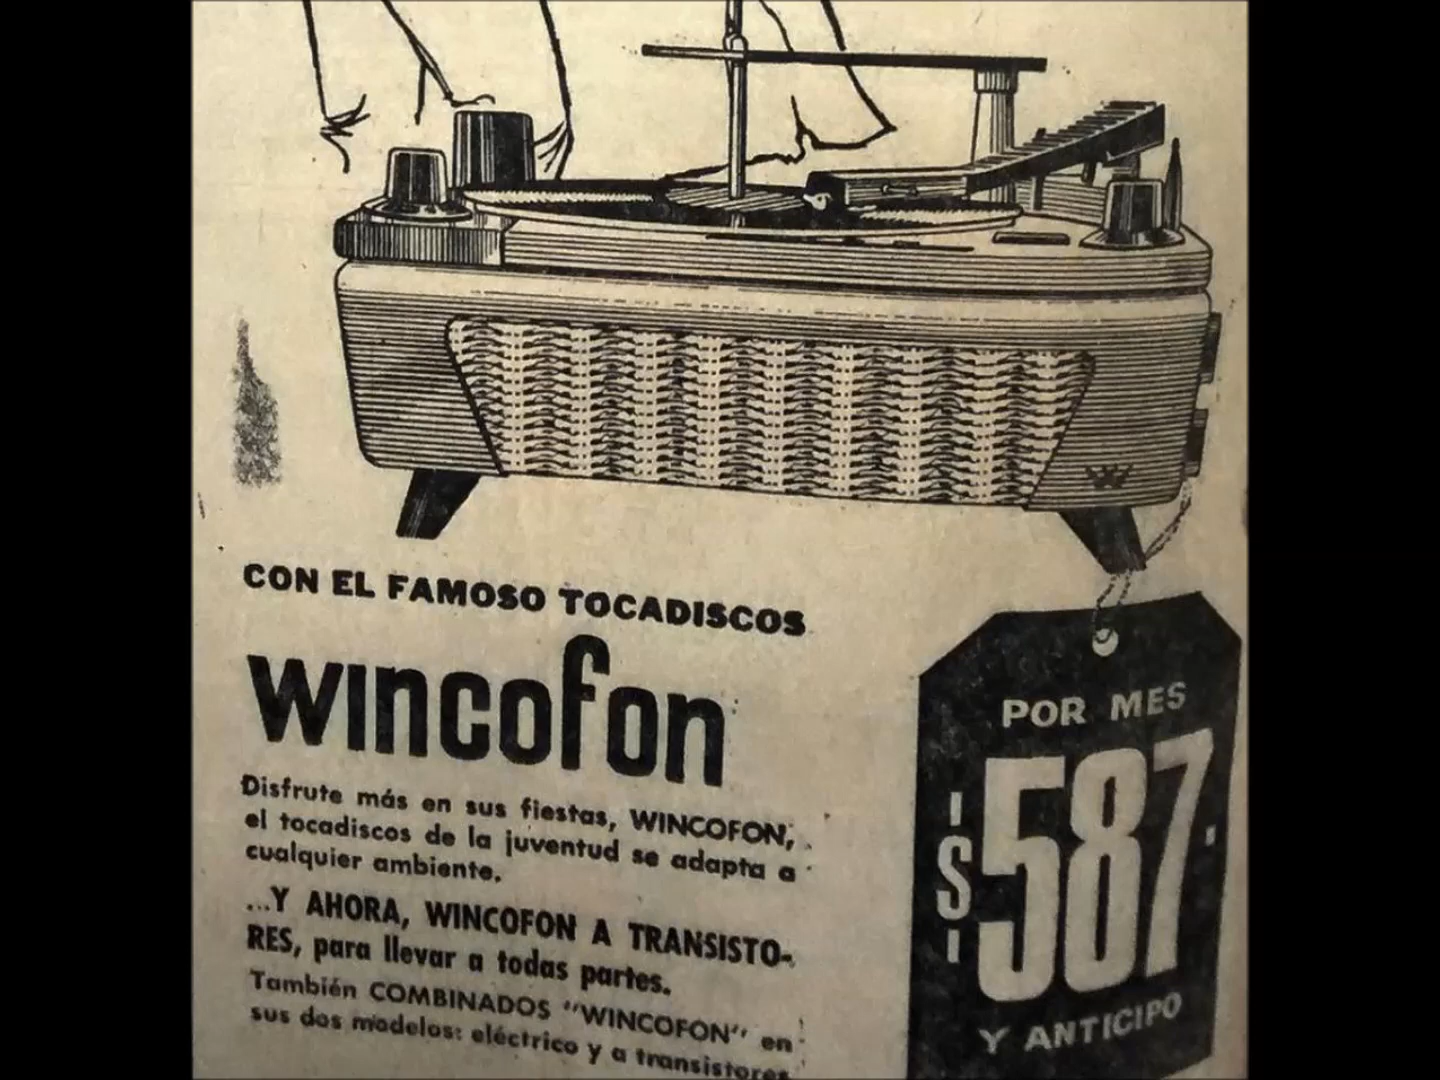 CON EL FAMOSO TOCADISCOS
wincofon
Disfrute más en sus fiestas, WINCOFON,
el tocadiscos de la juventud se adapta a
cualquier ambiente.
...Y AHORA, WINCOFON A TRANSISTO-
RES, para llevar a todas partes.
También COMBINADOS "WINCOFON" en
sus dos modelos: eléctrico y a transistores
POR MES
$587.
Y ANTICIPO
W